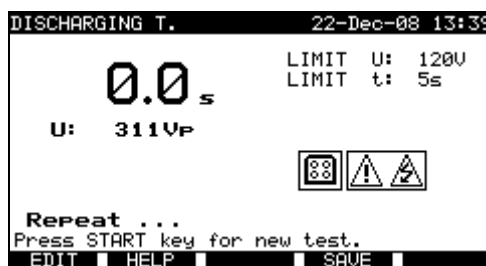 DISCHARGING T. 22-Dec-08 13:39
LIMIT U: 120V
0.0 s LIMIT t: 5s
U: 311Vp
Repeat ...
Press START key for new test.
EDIT HELP SAVE